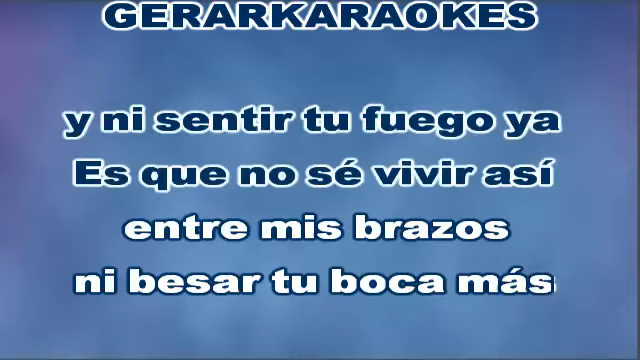 GERARKARAOKES
y ni sentir tu fuego ya
Es que no sé vivir así
entre mis brazos
ni besar tu boca más